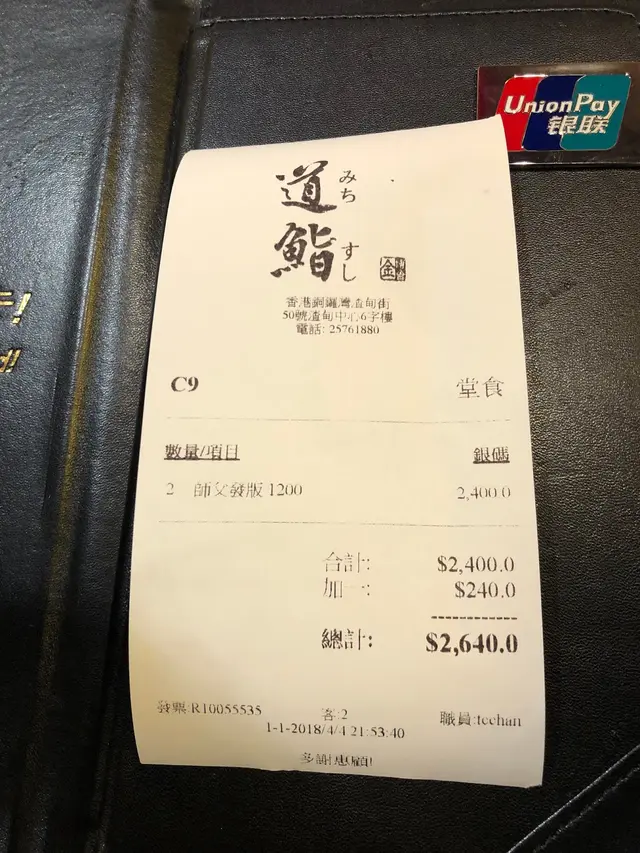 UnionPay
银联
道鮨
みち
すし
香港銅鑼灣渣甸街
50號渣甸中心6字樓
電話: 25761880
C9 堂食
數量/項目 銀碼
2 師父發版 1200 2,400.0
合計: $2,400.0
加一: $240.0
總計: $2,640.0
發票:R10055535 客:2 職員:tcchan
1-1-2018/4/4 21:53:40
多謝惠顧!